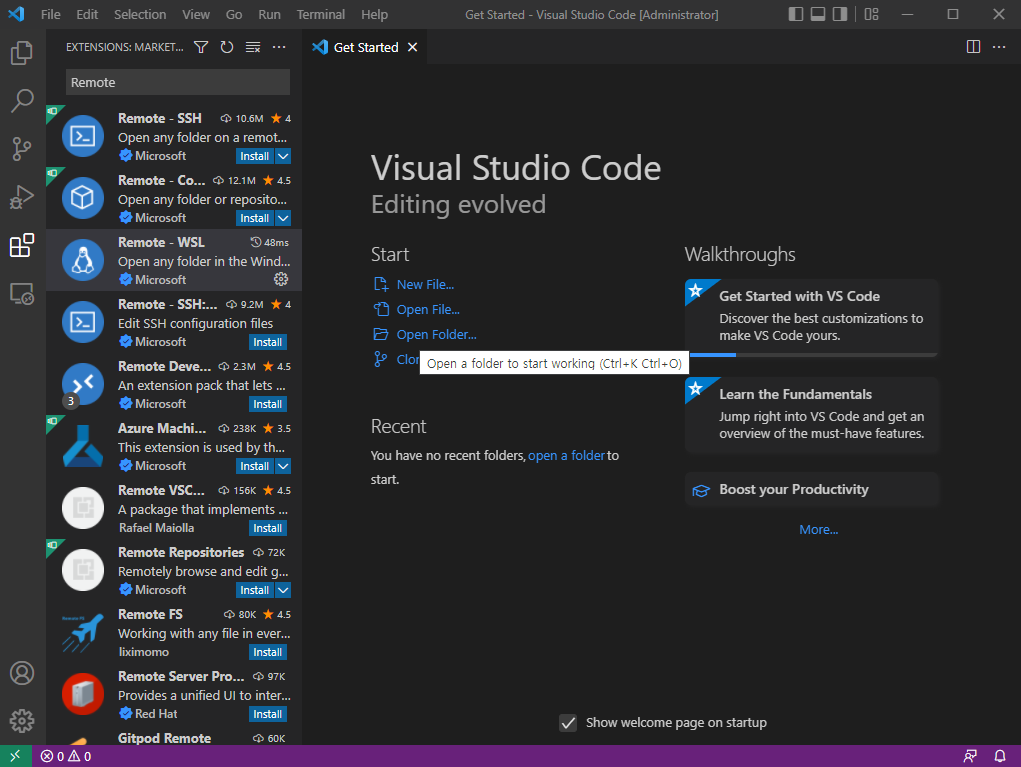 File Edit Selection View Go Run Terminal Help
Get Started - Visual Studio Code [Administrator]
EXTENSIONS: MARKET...
Get Started
Remote
Remote - SSH 10.6M 4
Open any folder on a remot...
Microsoft Install
Remote - Co... 12.1M 4.5
Open any folder or reposito...
Microsoft Install
Remote - WSL 48ms
Open any folder in the Wind...
Microsoft
Remote - SSH:... 9.2M 4
Edit SSH configuration files
Microsoft Install
Remote Deve... 2.3M 4.5
An extension pack that lets ...
3 Microsoft Install
Azure Machi... 238K 3.5
This extension is used by th...
Microsoft Install
Remote VSC... 156K 4.5
A package that implements ...
Rafael Maiolla Install
Remote Repositories 72K
Remotely browse and edit g...
Microsoft Install
Remote FS 80K 4.5
Working with any file in ever...
liximomo Install
Remote Server Pro... 97K
Provides a unified UI to inter...
Red Hat Install
Gitpod Remote 60K
Visual Studio Code
Editing evolved
Start
New File...
Open File...
Open Folder...
Clon
Open a folder to start working (Ctrl+K Ctrl+O)
Recent
You have no recent folders, open a folder to
start.
Walkthroughs
Get Started with VS Code
Discover the best customizations to
make VS Code yours.
Learn the Fundamentals
Jump right into VS Code and get an
overview of the must-have features.
Boost your Productivity
More...
Show welcome page on startup
0 0